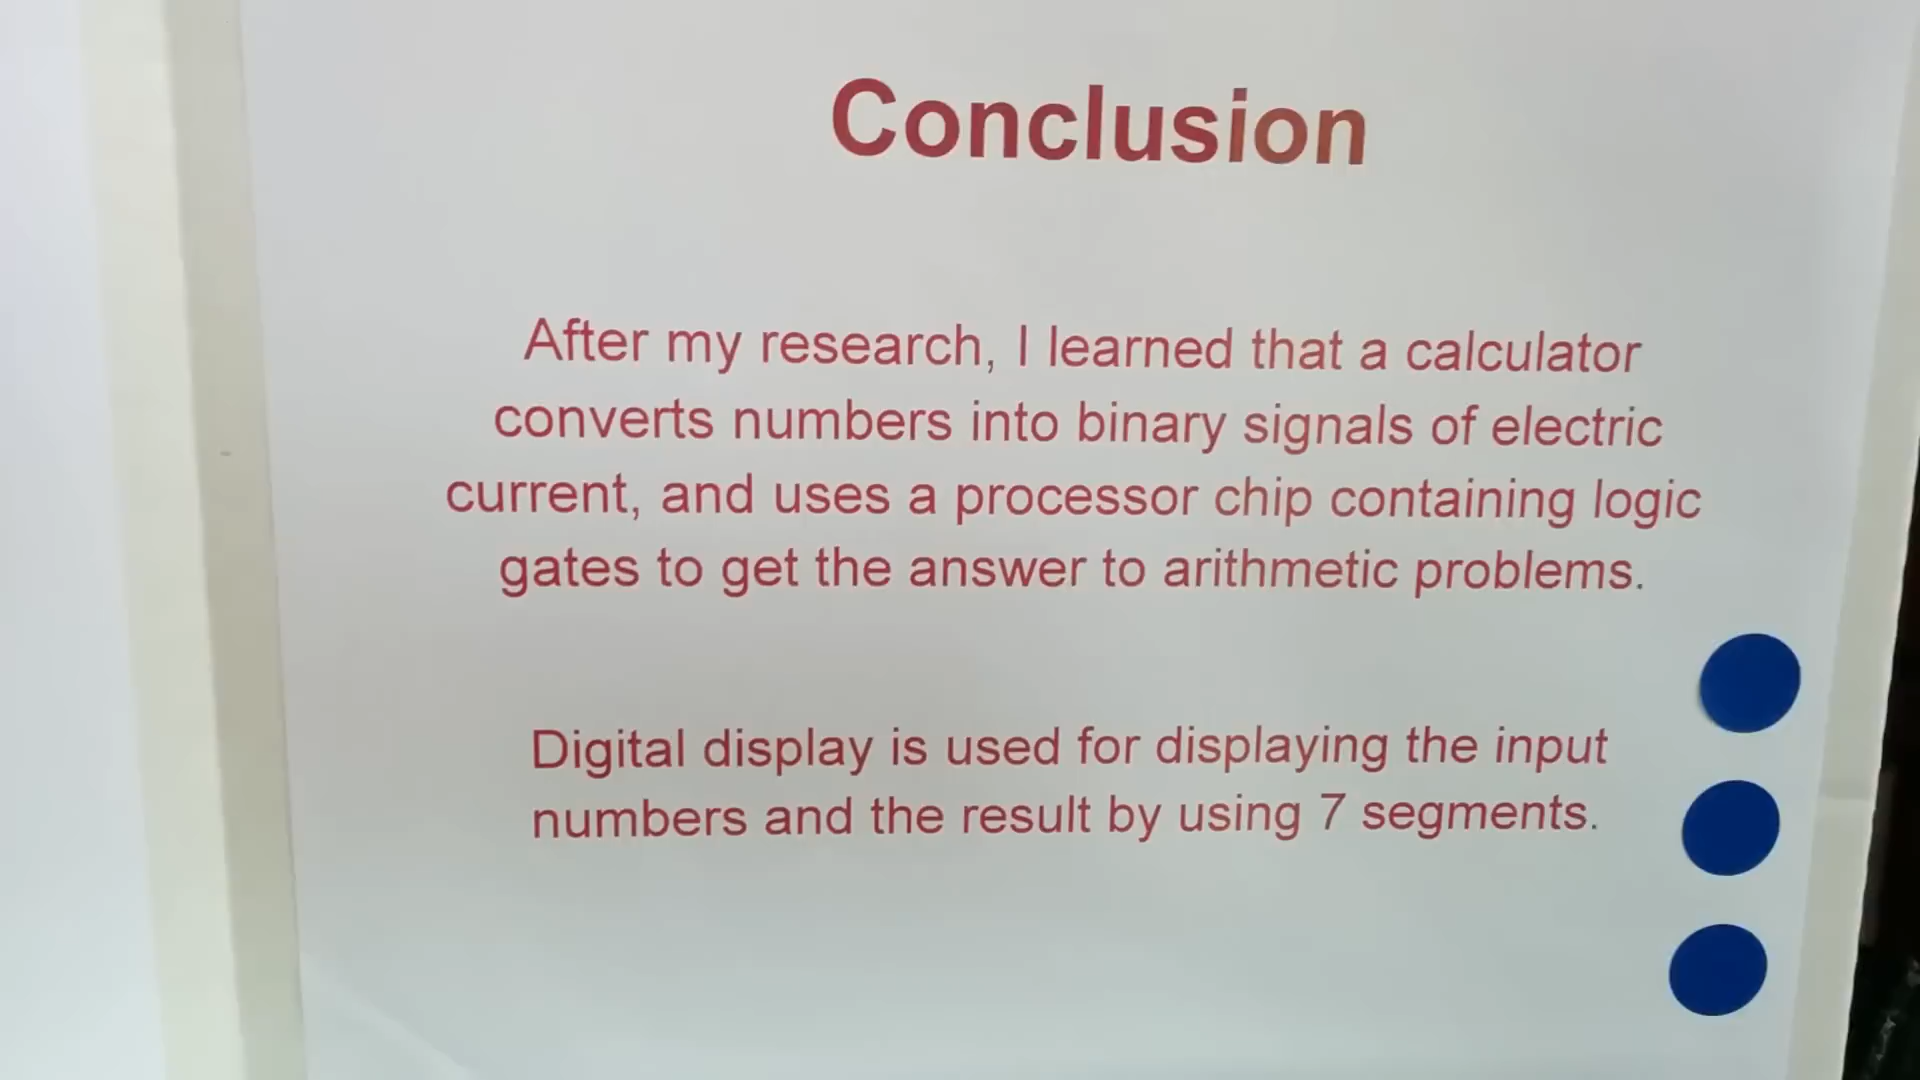 Conclusion
After my research, I learned that a calculator
converts numbers into binary signals of electric
current, and uses a processor chip containing logic
gates to get the answer to arithmetic problems.
Digital display is used for displaying the input
numbers and the result by using 7 segments.